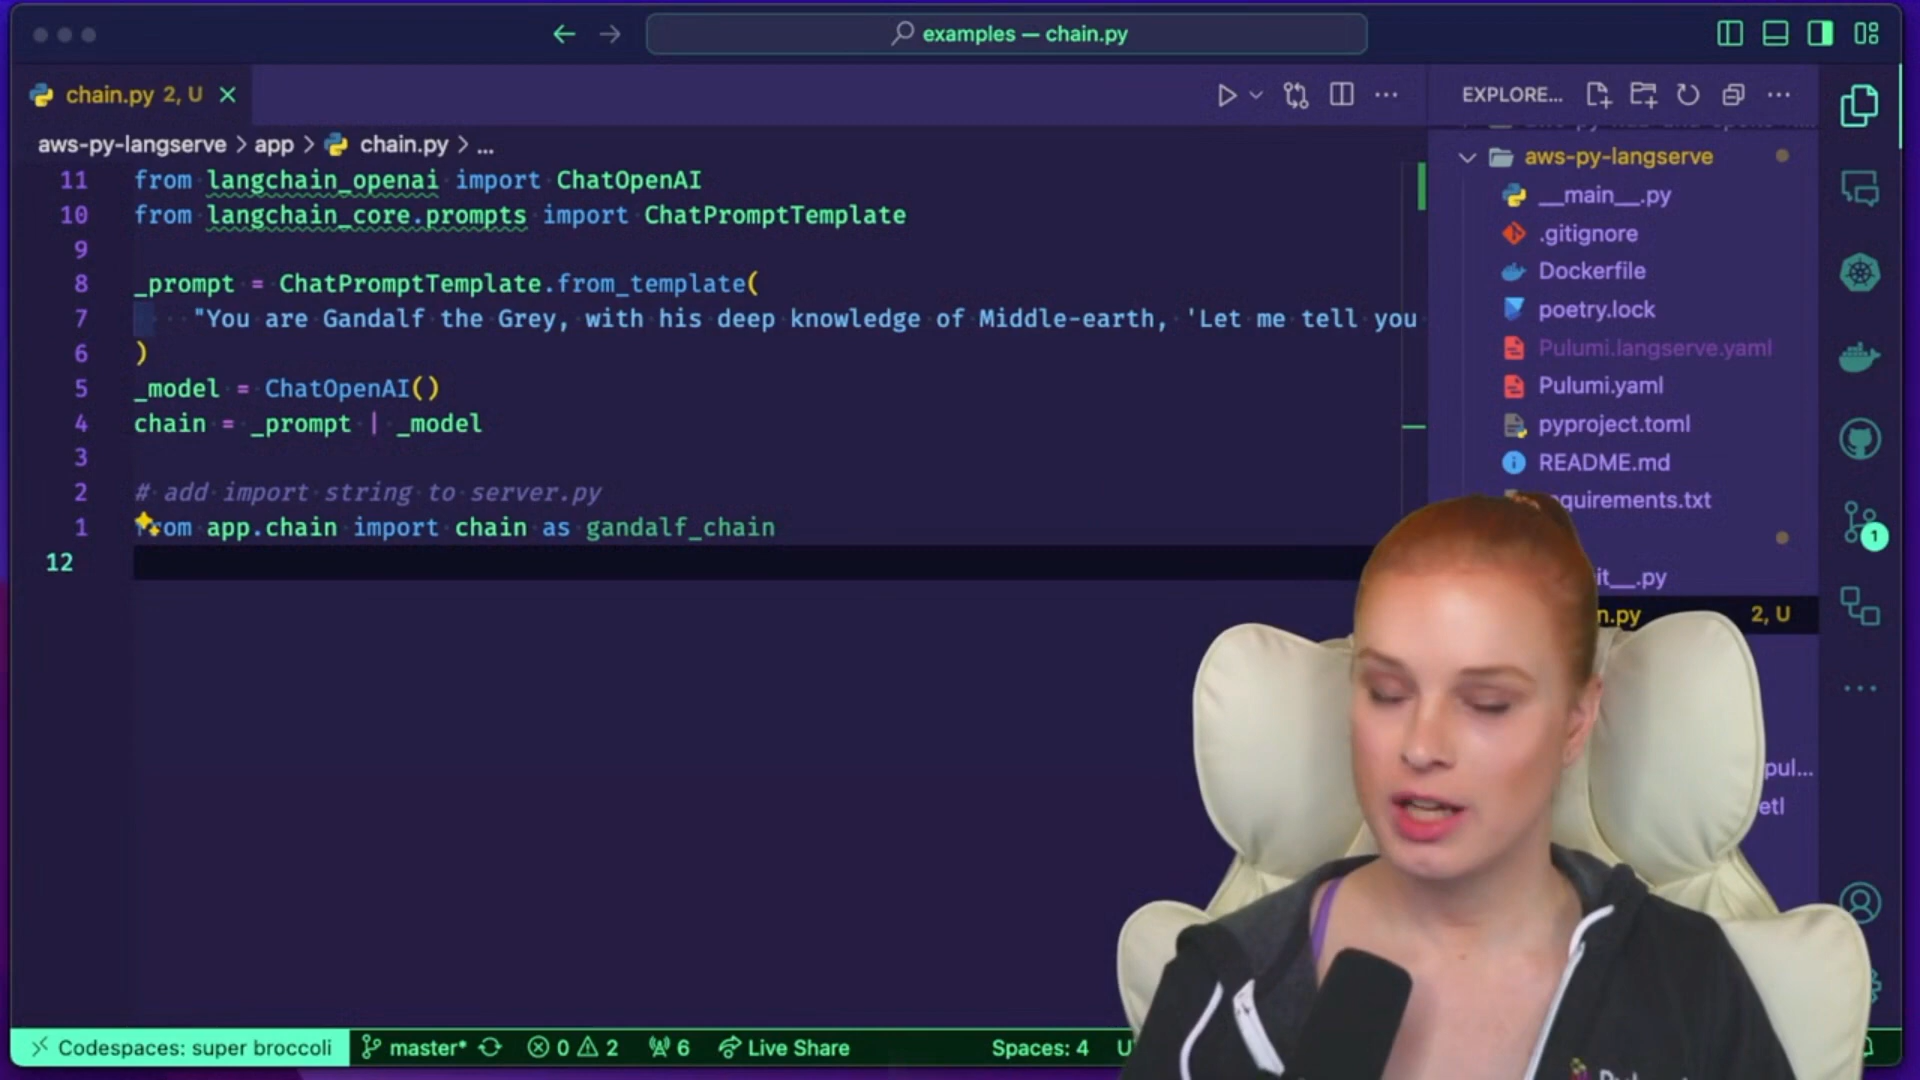 examples — chain.py
chain.py 2, U
EXPLORE...
aws-py-langserve > app > chain.py > ...
11 from langchain_openai import ChatOpenAI
10 from langchain_core.prompts import ChatPromptTemplate
9
8 _prompt = ChatPromptTemplate.from_template(
7 "You are Gandalf the Grey, with his deep knowledge of Middle-earth, 'Let me tell you
6 )
5 _model = ChatOpenAI()
4 chain = _prompt | _model
3
2 # add import string to server.py
1 from app.chain import chain as gandalf_chain
12
aws-py-langserve
__main__.py
.gitignore
Dockerfile
poetry.lock
Pulumi.langserve.yaml
Pulumi.yaml
pyproject.toml
README.md
equirements.txt
it__.py
n.py 2, U
pul...
etl
1
Codespaces: super broccoli
master*
0 2
6
Live Share
Spaces: 4
U